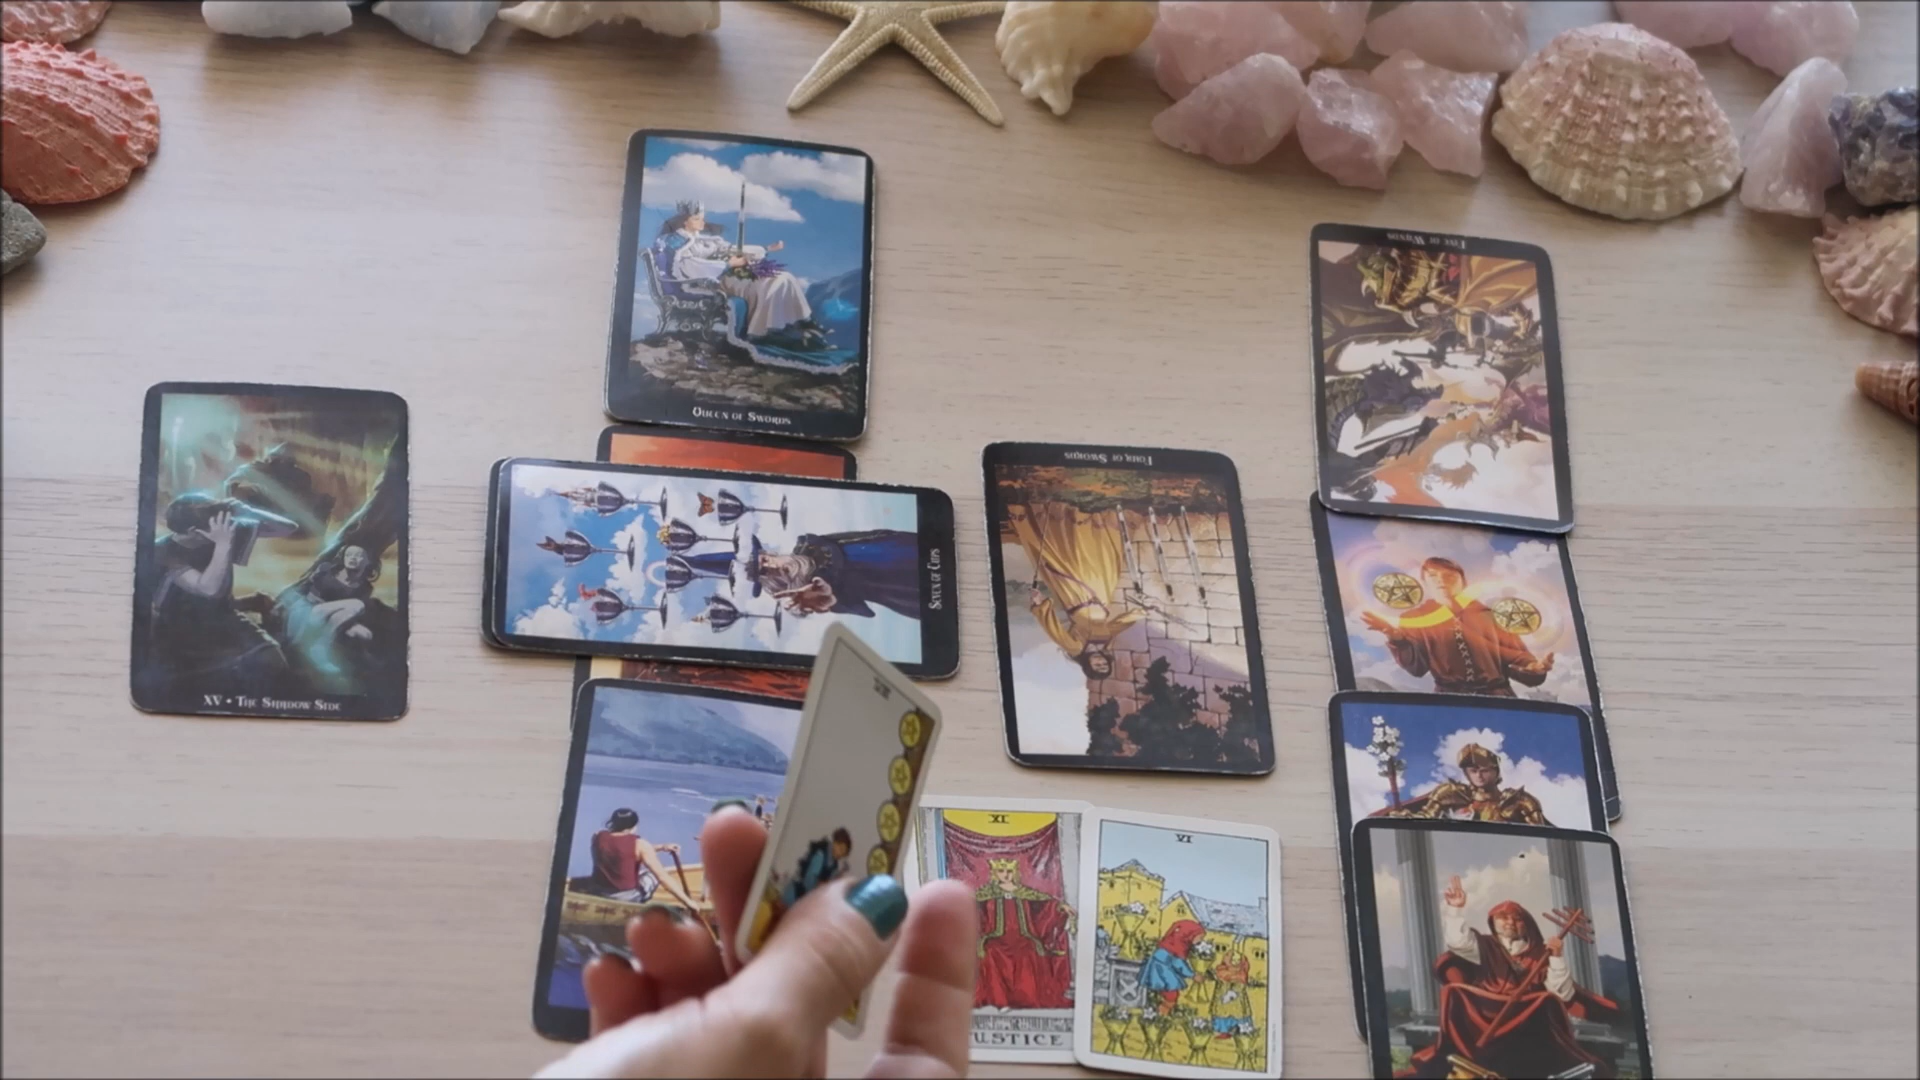 Five of Wands
Queen of Swords
Four of Swords
Seven of Cups
XV • The Shadow Side
XI
VI
JUSTICE